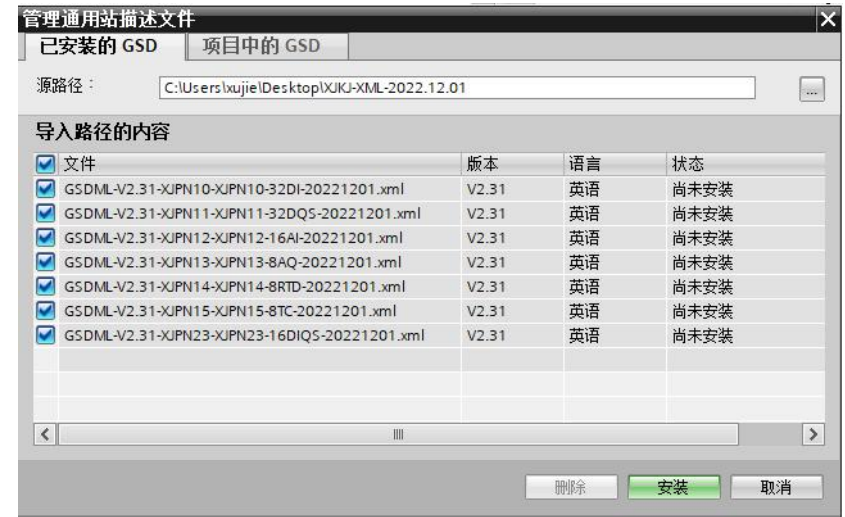 管理通用站描述文件
已安装的 GSD 项目中的 GSD
源路径： C:\Users\xujie\Desktop\XJKJ-XML-2022.12.01 ...
导入路径的内容
文件 版本 语言 状态
GSDML-V2.31-XJPN10-XJPN10-32DI-20221201.xml V2.31 英语 尚未安装
GSDML-V2.31-XJPN11-XJPN11-32DQS-20221201.xml V2.31 英语 尚未安装
GSDML-V2.31-XJPN12-XJPN12-16AI-20221201.xml V2.31 英语 尚未安装
GSDML-V2.31-XJPN13-XJPN13-8AQ-20221201.xml V2.31 英语 尚未安装
GSDML-V2.31-XJPN14-XJPN14-8RTD-20221201.xml V2.31 英语 尚未安装
GSDML-V2.31-XJPN15-XJPN15-8TC-20221201.xml V2.31 英语 尚未安装
GSDML-V2.31-XJPN23-XJPN23-16DIQS-20221201.xml V2.31 英语 尚未安装
删除 安装 取消